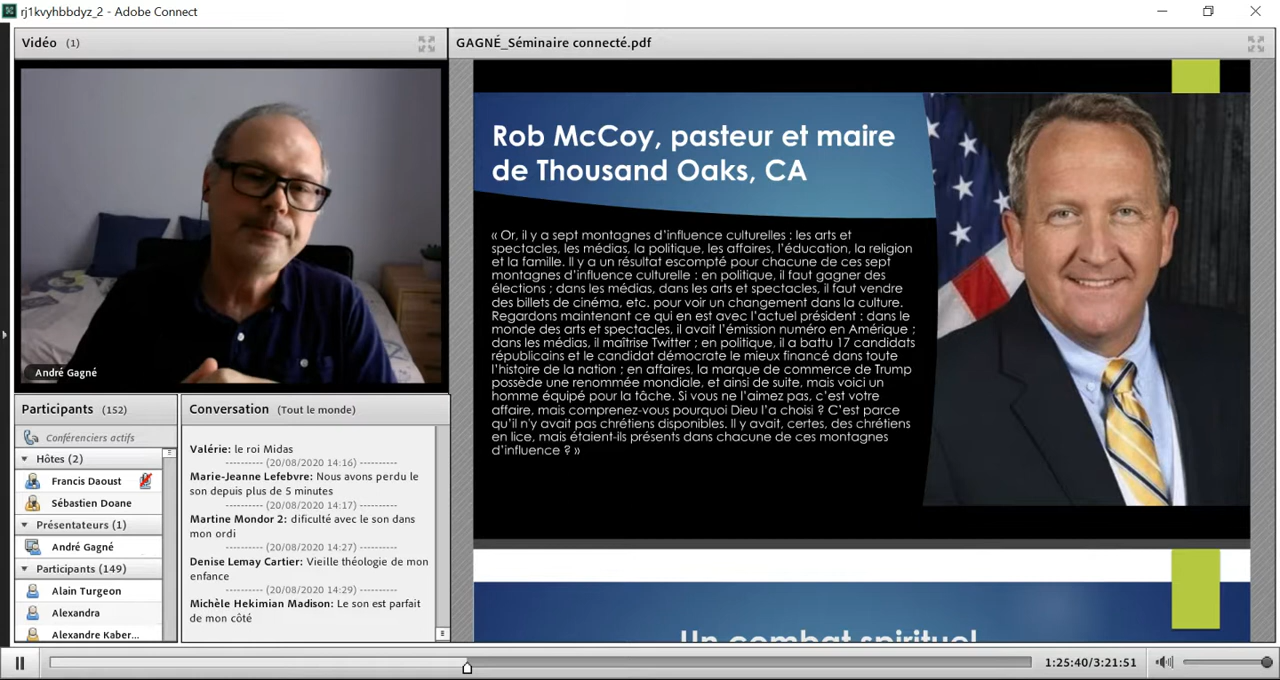 rj1kvyhbbdyz_2 - Adobe Connect
Vidéo (1)
André Gagné
Participants (152)
Conférenciers actifs
Hôtes (2)
Francis Daoust
Sébastien Doane
Présentateurs (1)
André Gagné
Participants (149)
Alain Turgeon
Alexandra
Alexandre Kaber...
Conversation (Tout le monde)
Valérie: le roi Midas
---------- (20/08/2020 14:16) ----------
Marie-Jeanne Lefebvre: Nous avons perdu le
son depuis plus de 5 minutes
---------- (20/08/2020 14:17) ----------
Martine Mondor 2: dificulté avec le son dans
mon ordi
---------- (20/08/2020 14:27) ----------
Denise Lemay Cartier: Vieille théologie de mon
enfance
---------- (20/08/2020 14:29) ----------
Michèle Hekimian Madison: Le son est parfait
de mon côté
GAGNÉ_Séminaire connecté.pdf
Rob McCoy, pasteur et maire
de Thousand Oaks, CA
« Or, il y a sept montagnes d'influence culturelles : les arts et
spectacles, les médias, la politique, les affaires, l'éducation, la religion
et la famille. Il y a un résultat escompté pour chacune de ces sept
montagnes d'influence culturelle : en politique, il faut gagner des
élections ; dans les médias, dans les arts et spectacles, il faut vendre
des billets de cinéma, etc. pour voir un changement dans la culture.
Regardons maintenant ce qui en est avec l'actuel président : dans le
monde des arts et spectacles, il avait l'émission numéro en Amérique ;
dans les médias, il maîtrise Twitter ; en politique, il a battu 17 candidats
républicains et le candidat démocrate le mieux financé dans toute
l'histoire de la nation ; en affaires, la marque de commerce de Trump
possède une renommée mondiale, et ainsi de suite, mais voici un
homme équipé pour la tâche. Si vous ne l'aimez pas, c'est votre
affaire, mais comprenez-vous pourquoi Dieu l'a choisi ? C'est parce
qu'il n'y avait pas chrétiens disponibles. Il y avait, certes, des chrétiens
en lice, mais étaient-ils présents dans chacune de ces montagnes
d'influence ? »
Un combat spirituel
1:25:40/3:21:51